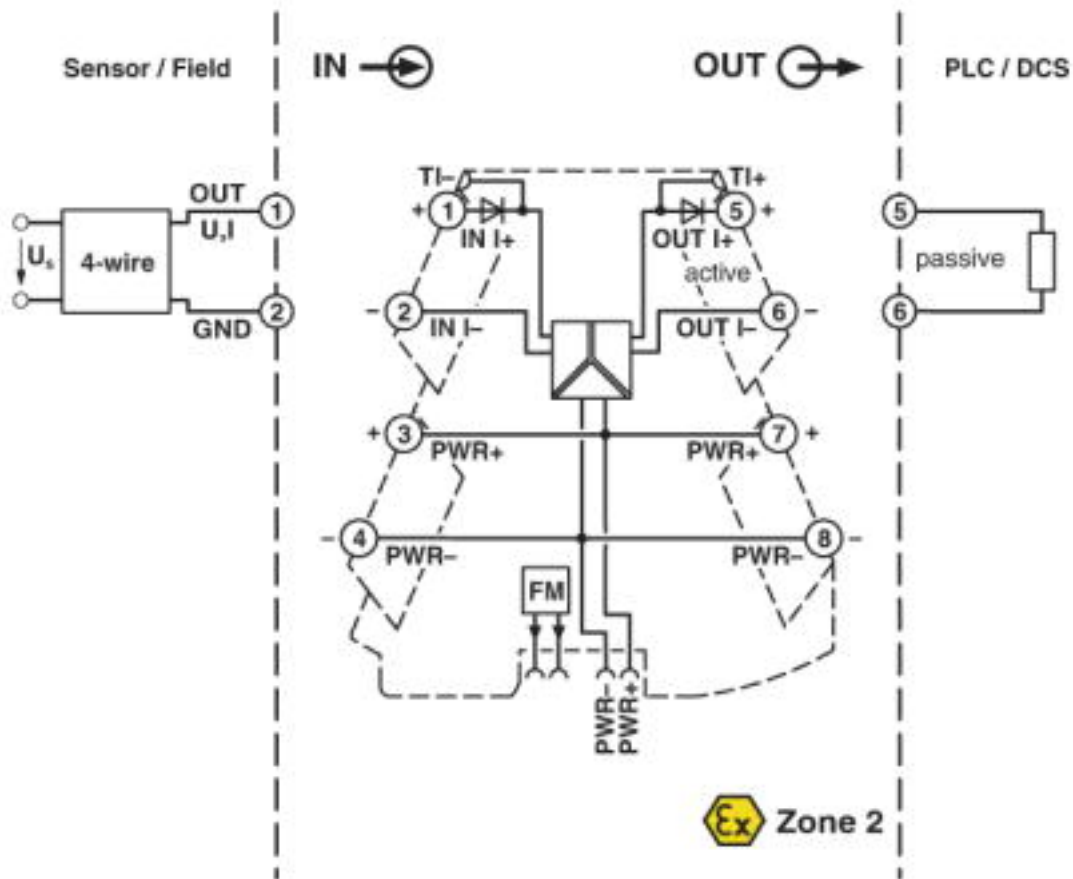 Sensor / Field
IN
OUT
PLC / DCS
TI–
TI+
OUT
1
+ 1
5 +
5
U,I
IN I+
OUT I+
Us
4-wire
active
passive
2
– 2
6 –
6
GND
IN I–
OUT I–
+ 3
7 +
PWR+
PWR+
– 4
8 –
PWR–
PWR–
FM
PWR–
PWR+
Ex Zone 2